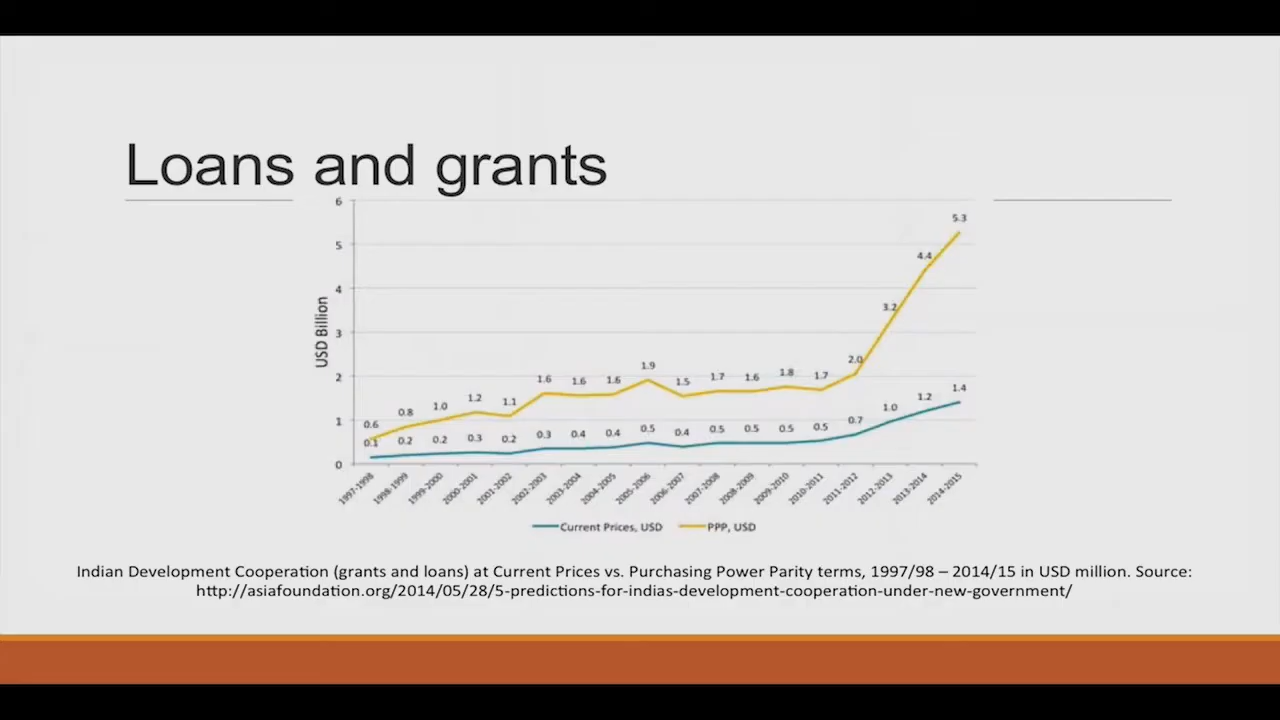 Loans and grants
USD Billion
6
5
4
3
2
1
0
0.6 0.8 1.0 1.2 1.1 1.6 1.6 1.6 1.9 1.5 1.7 1.6 1.8 1.7 2.0 3.2 4.4 5.3
0.1 0.2 0.2 0.3 0.2 0.3 0.4 0.4 0.5 0.4 0.5 0.5 0.5 0.5 0.7 1.0 1.2 1.4
1997-1998 1998-1999 1999-2000 2000-2001 2001-2002 2002-2003 2003-2004 2004-2005 2005-2006 2006-2007 2007-2008 2008-2009 2009-2010 2010-2011 2011-2012 2012-2013 2013-2014 2014-2015
Current Prices, USD PPP, USD
Indian Development Cooperation (grants and loans) at Current Prices vs. Purchasing Power Parity terms, 1997/98 – 2014/15 in USD million. Source:
http://asiafoundation.org/2014/05/28/5-predictions-for-indias-development-cooperation-under-new-government/